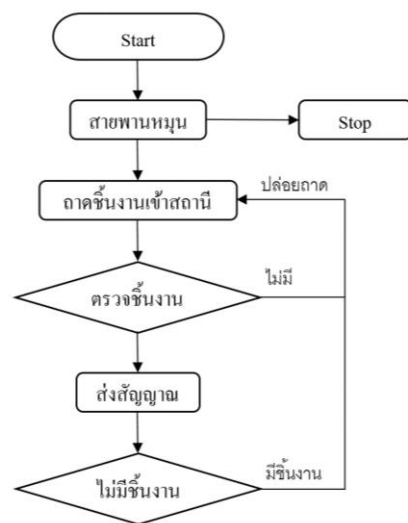 Start
สายพานหมุน
Stop
ปล่อยถาด
ถาดชิ้นงานเข้าสถานี
ไม่มี
ตรวจชิ้นงาน
ส่งสัญญาณ
มีชิ้นงาน
ไม่มีชิ้นงาน